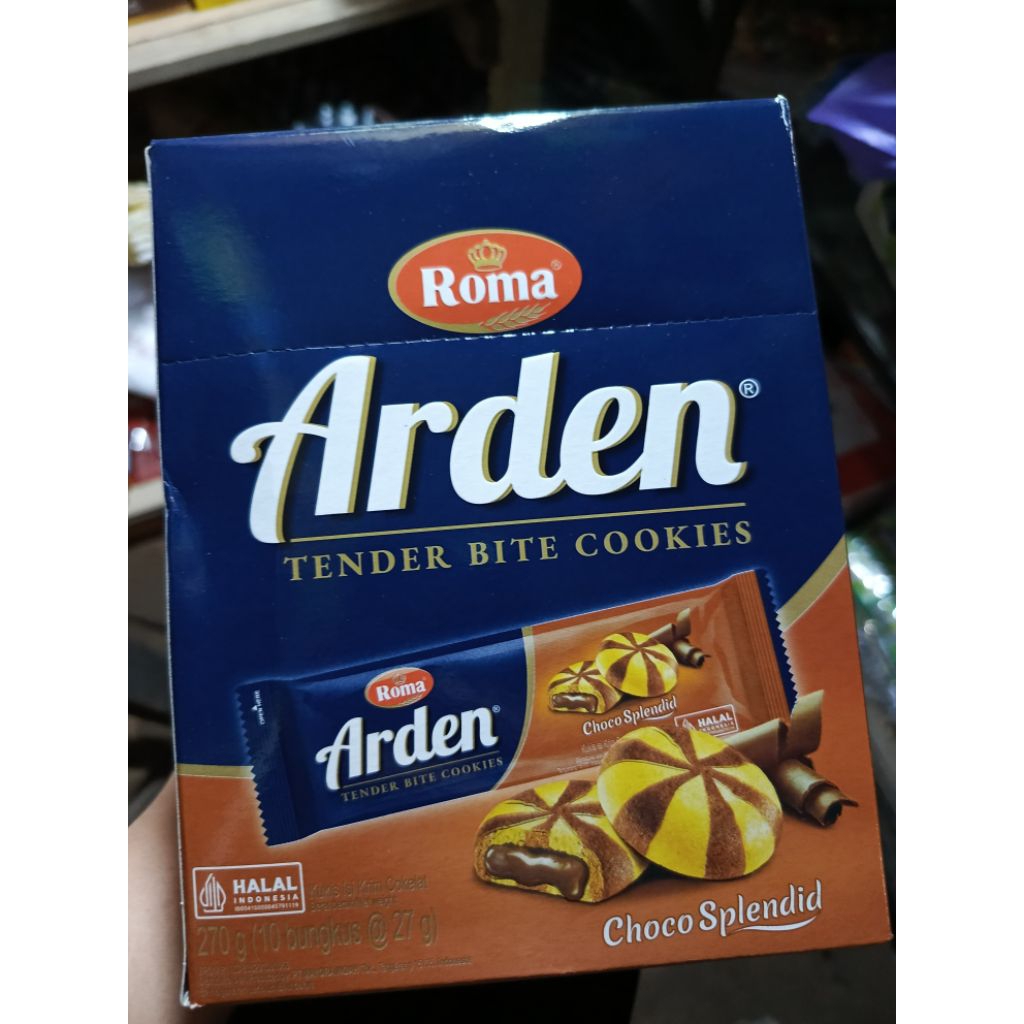 Roma®
Arden®
TENDER BITE COOKIES
Roma
Arden®
TENDER BITE COOKIES
Choco Splendid
HALAL
HALAL
INDONESIA
Kukis Isi Krim Cokelat
270 g (10 bungkus @ 27 g)
Choco Splendid